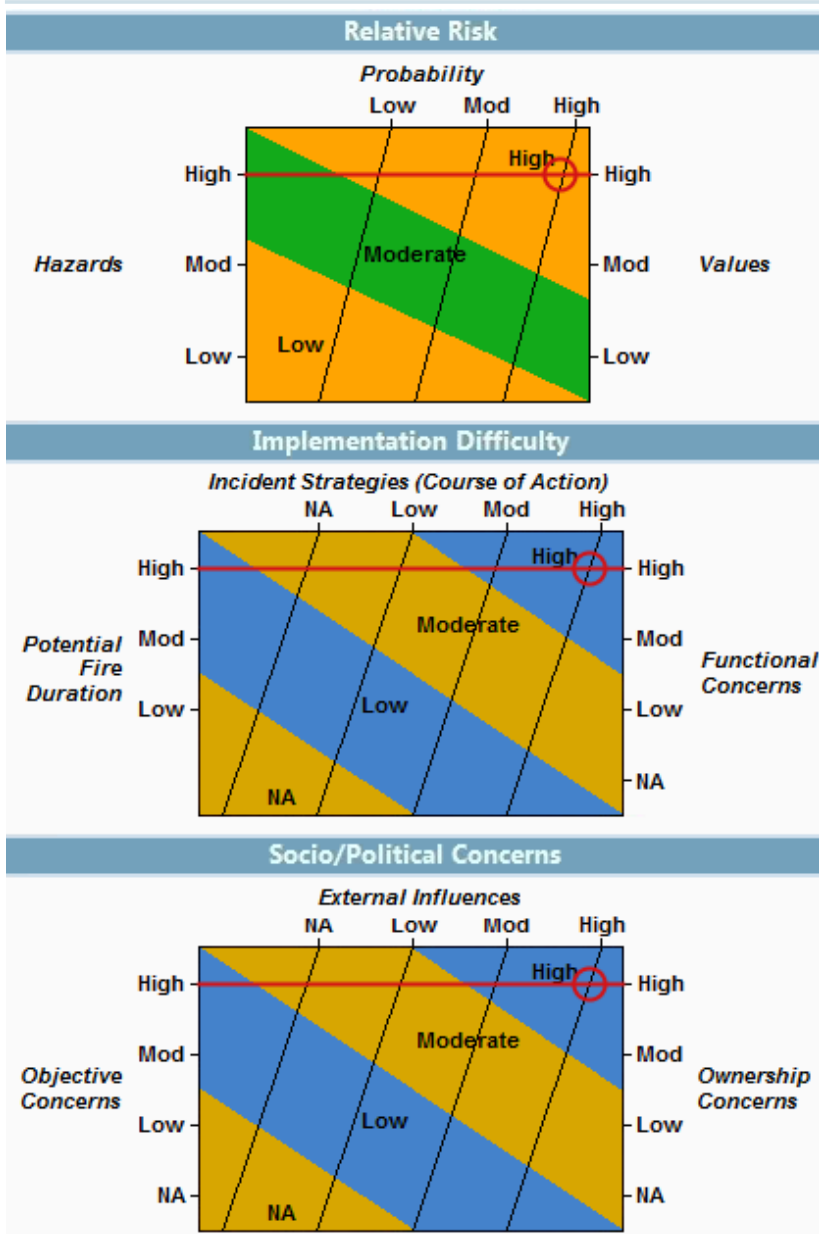 Relative Risk
Probability
Low Mod High
High High High
Hazards Mod Moderate Mod Values
Low Low Low
Implementation Difficulty
Incident Strategies (Course of Action)
NA Low Mod High
High High High
Potential
Fire
Duration
Mod Moderate Mod
Functional
Concerns
Low Low Low
NA NA
Socio/Political Concerns
External Influences
NA Low Mod High
High High High
Mod Moderate Mod
Objective
Concerns
Ownership
Concerns
Low Low Low
NA NA NA